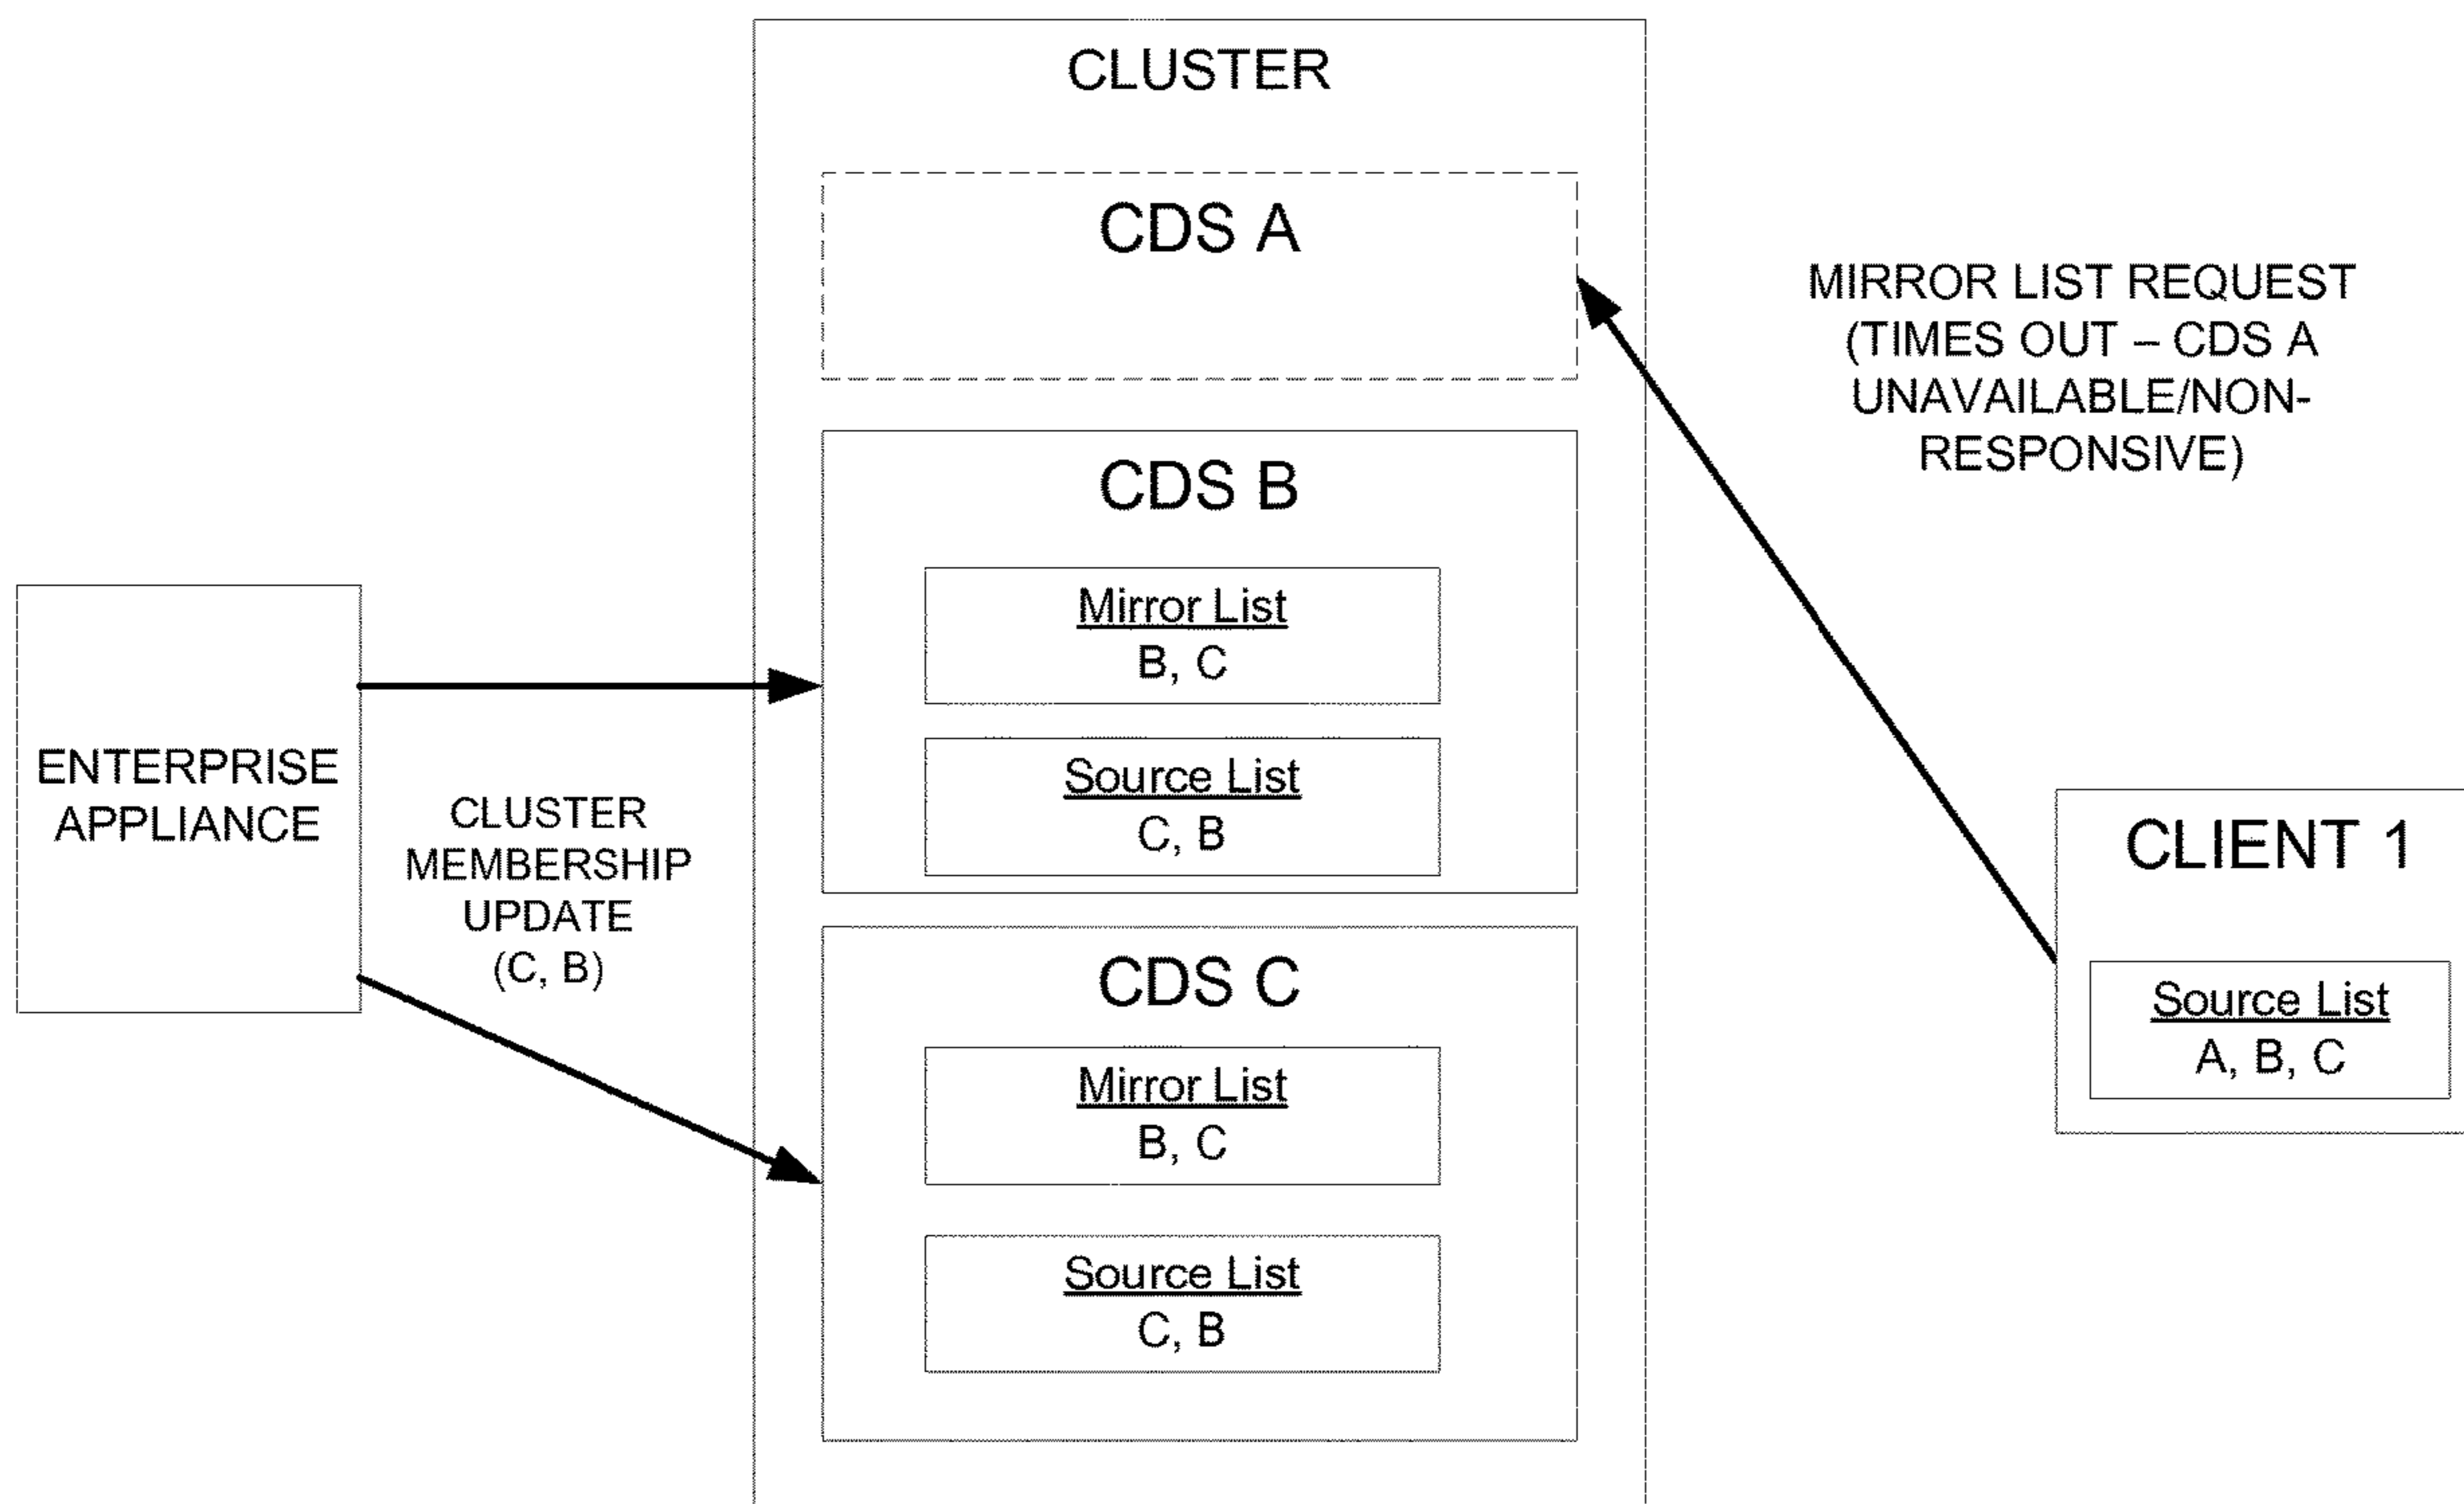 CLUSTER
CDS A
MIRROR LIST REQUEST
(TIMES OUT – CDS A
UNAVAILABLE/NON-
RESPONSIVE)
CDS B
Mirror List
B, C
Source List
C, B
ENTERPRISE
APPLIANCE
CLUSTER
MEMBERSHIP
UPDATE
(C, B)
CDS C
Mirror List
B, C
Source List
C, B
CLIENT 1
Source List
A, B, C